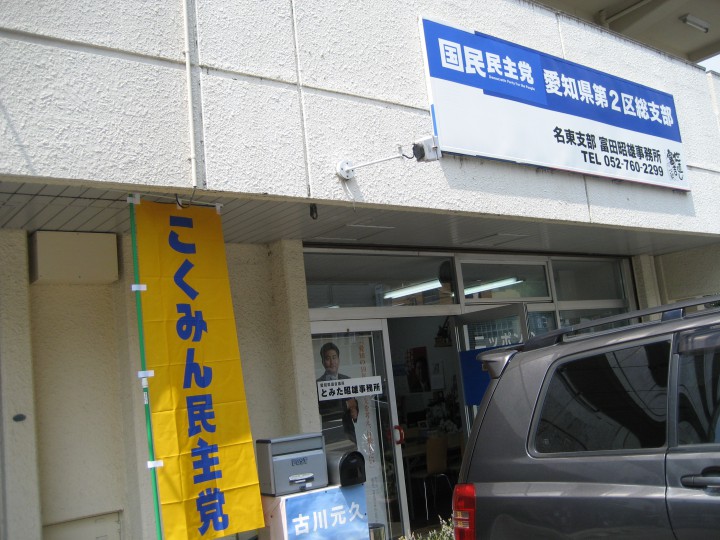 国民民主党
愛知県第2区総支部
名東支部 富田昭雄事務所
TEL 052-760-2299
こくみん民主党
とみた昭雄事務所
古川元久